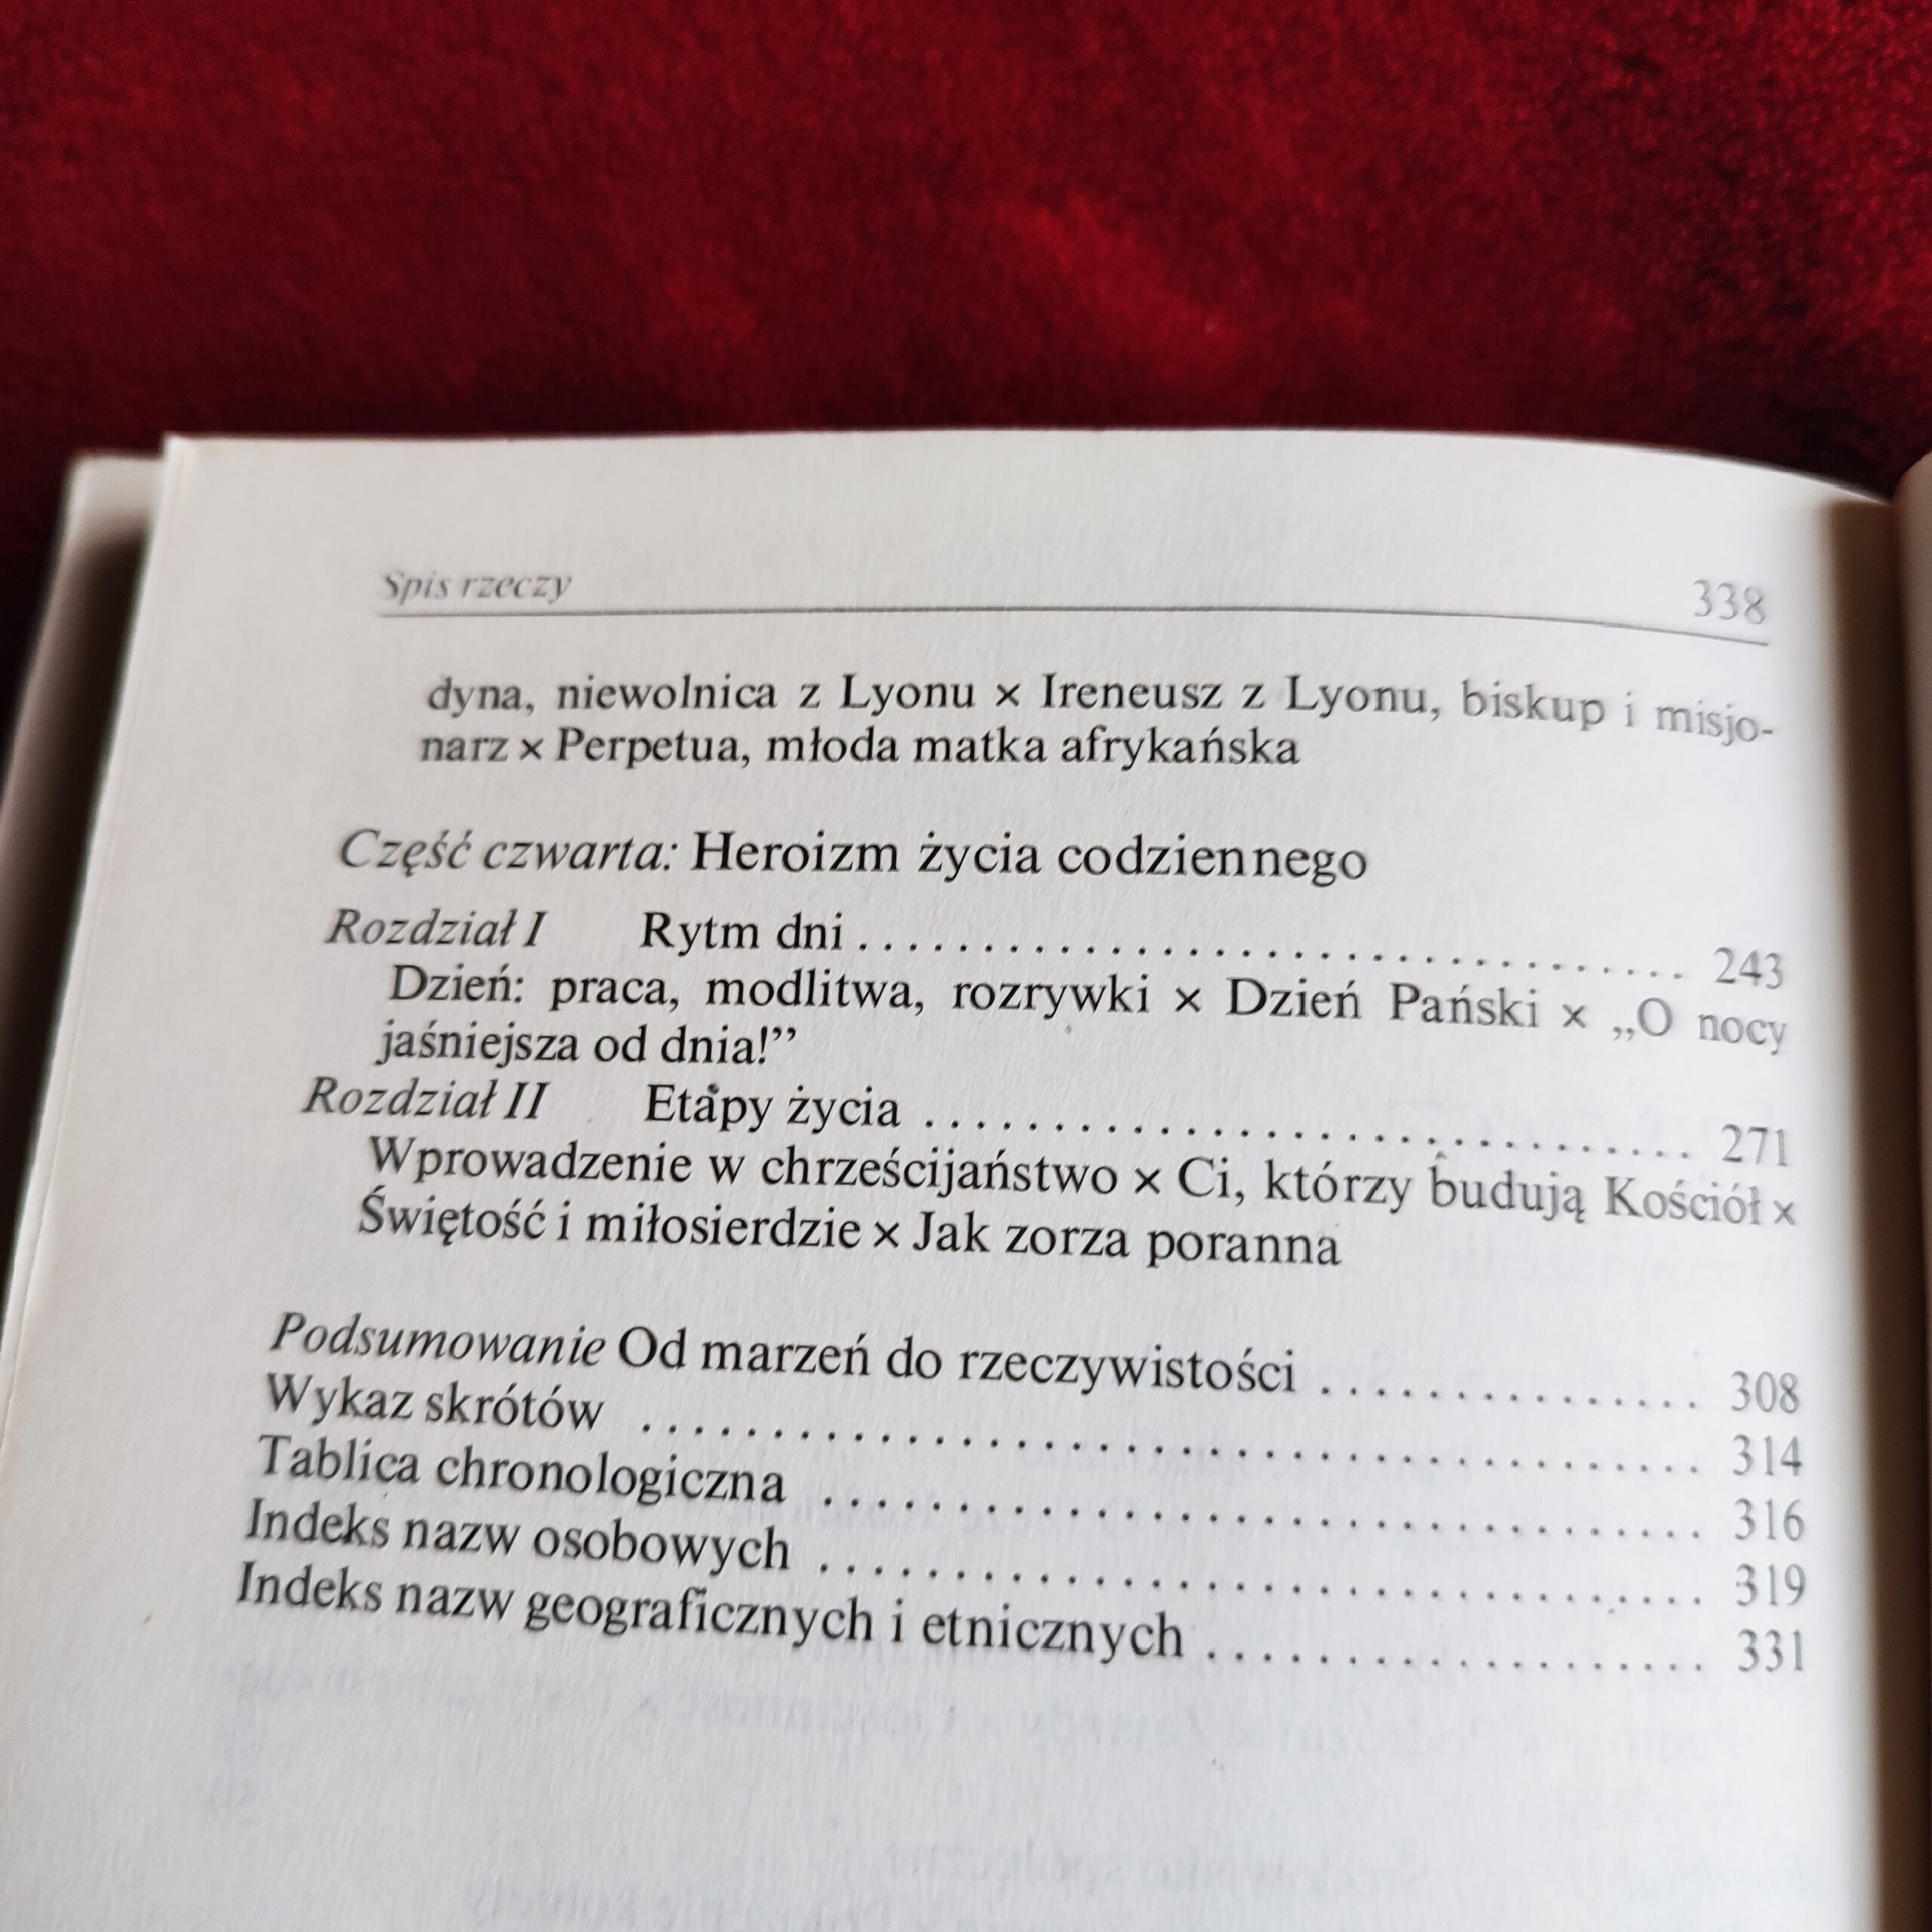 Spis rzeczy 338
dyna, niewolnica z Lyonu × Ireneusz z Lyonu, biskup i misjo-
narz × Perpetua, młoda matka afrykańska
Część czwarta: Heroizm życia codziennego
Rozdział I Rytm dni . . . . . . . . . . . . . . . . . . . . . . . . . . . . . . . . . . 243
Dzień: praca, modlitwa, rozrywki × Dzień Pański × „O nocy
jaśniejsza od dnia!”
Rozdział II Etapy życia . . . . . . . . . . . . . . . . . . . . . . . . . . . . . . 271
Wprowadzenie w chrześcijaństwo × Ci, którzy budują Kościół ×
Świętość i miłosierdzie × Jak zorza poranna
Podsumowanie Od marzeń do rzeczywistości . . . . . . . . . . . . . . . 308
Wykaz skrótów . . . . . . . . . . . . . . . . . . . . . . . . . . . . . . . . . . . . . . . . 314
Tablica chronologiczna . . . . . . . . . . . . . . . . . . . . . . . . . . . . . . . . . 316
Indeks nazw osobowych . . . . . . . . . . . . . . . . . . . . . . . . . . . . . . . . . 319
Indeks nazw geograficznych i etnicznych . . . . . . . . . . . . . . . . . . . 331